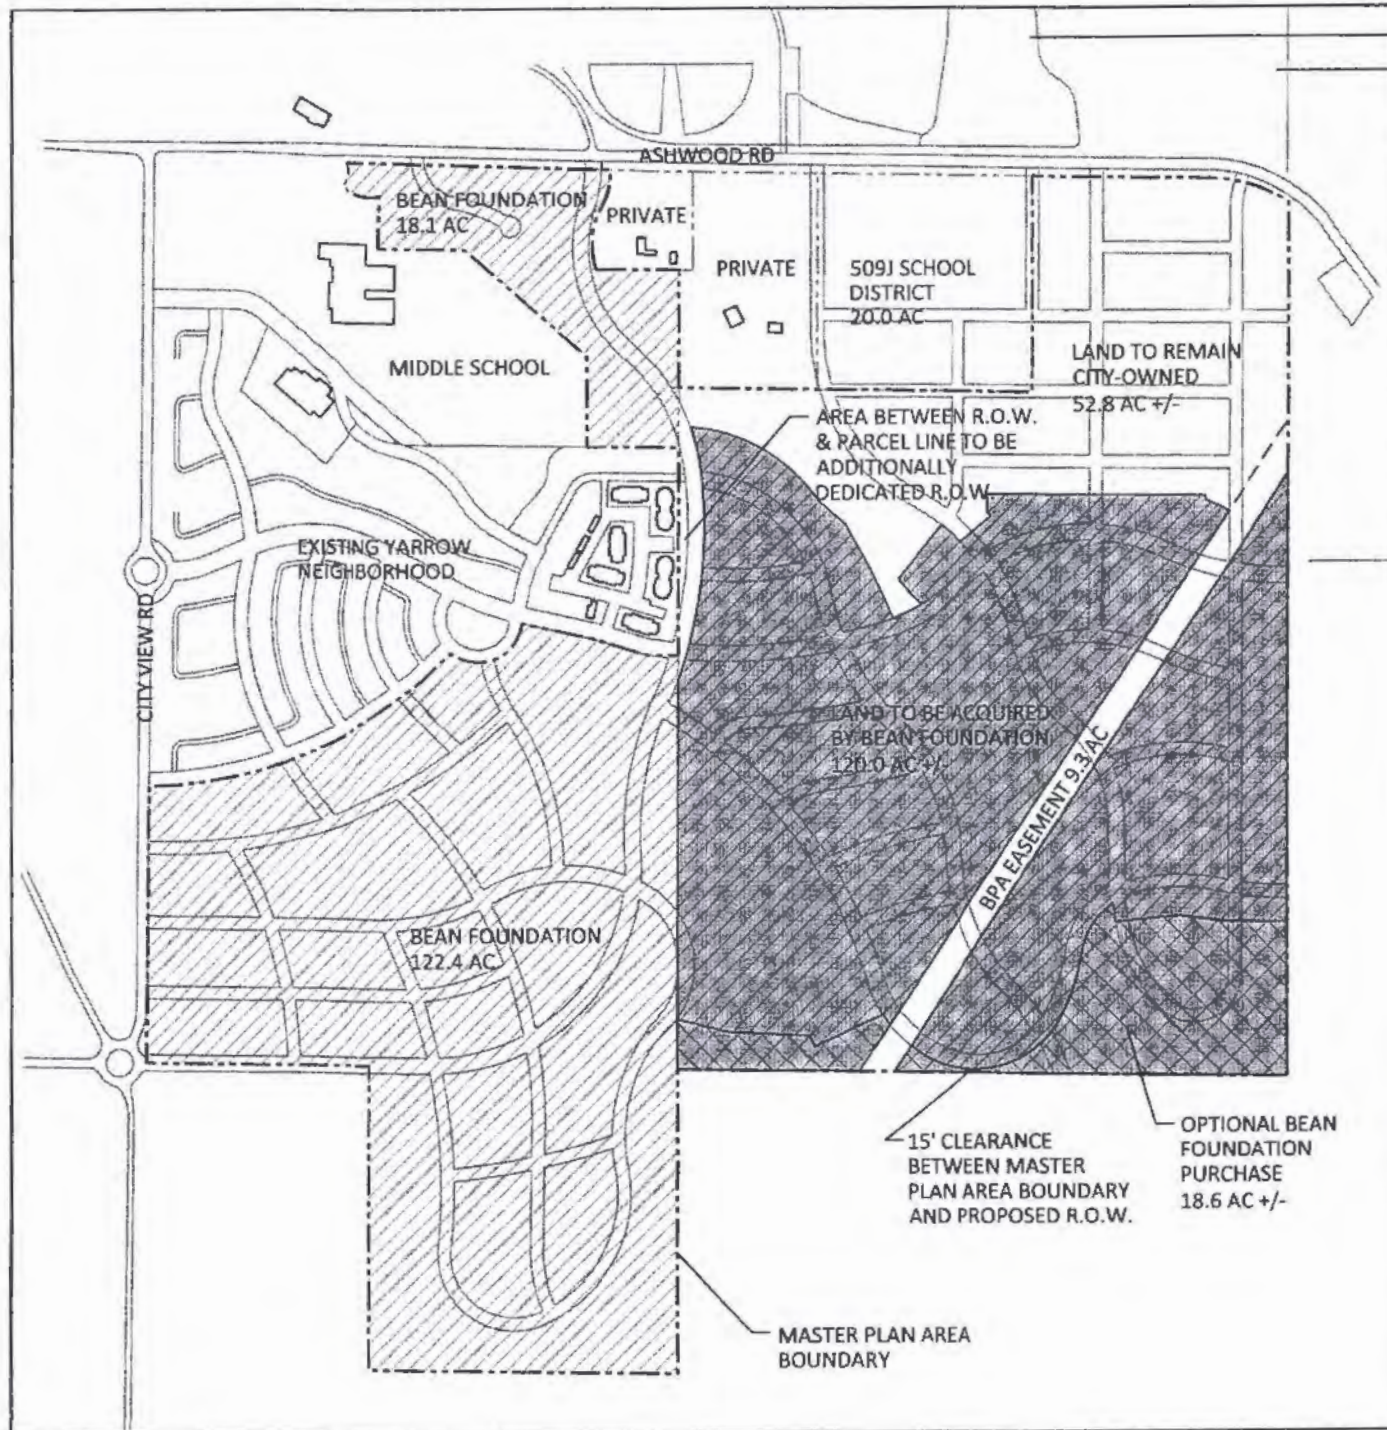 ASHWOOD RD
BEAN FOUNDATION
18.1 AC
PRIVATE
PRIVATE
509J SCHOOL
DISTRICT
20.0 AC
MIDDLE SCHOOL
LAND TO REMAIN
CITY-OWNED
52.8 AC +/-
AREA BETWEEN R.O.W.
& PARCEL LINE TO BE
ADDITIONALLY
DEDICATED R.O.W.
EXISTING YARROW
NEIGHBORHOOD
CITY VIEW RD
LAND TO BE ACQUIRED
BY BEAN FOUNDATION
120.0 AC +/-
BPA EASEMENT 9.3 AC
BEAN FOUNDATION
122.4 AC
15' CLEARANCE
BETWEEN MASTER
PLAN AREA BOUNDARY
AND PROPOSED R.O.W.
OPTIONAL BEAN
FOUNDATION
PURCHASE
18.6 AC +/-
MASTER PLAN AREA
BOUNDARY